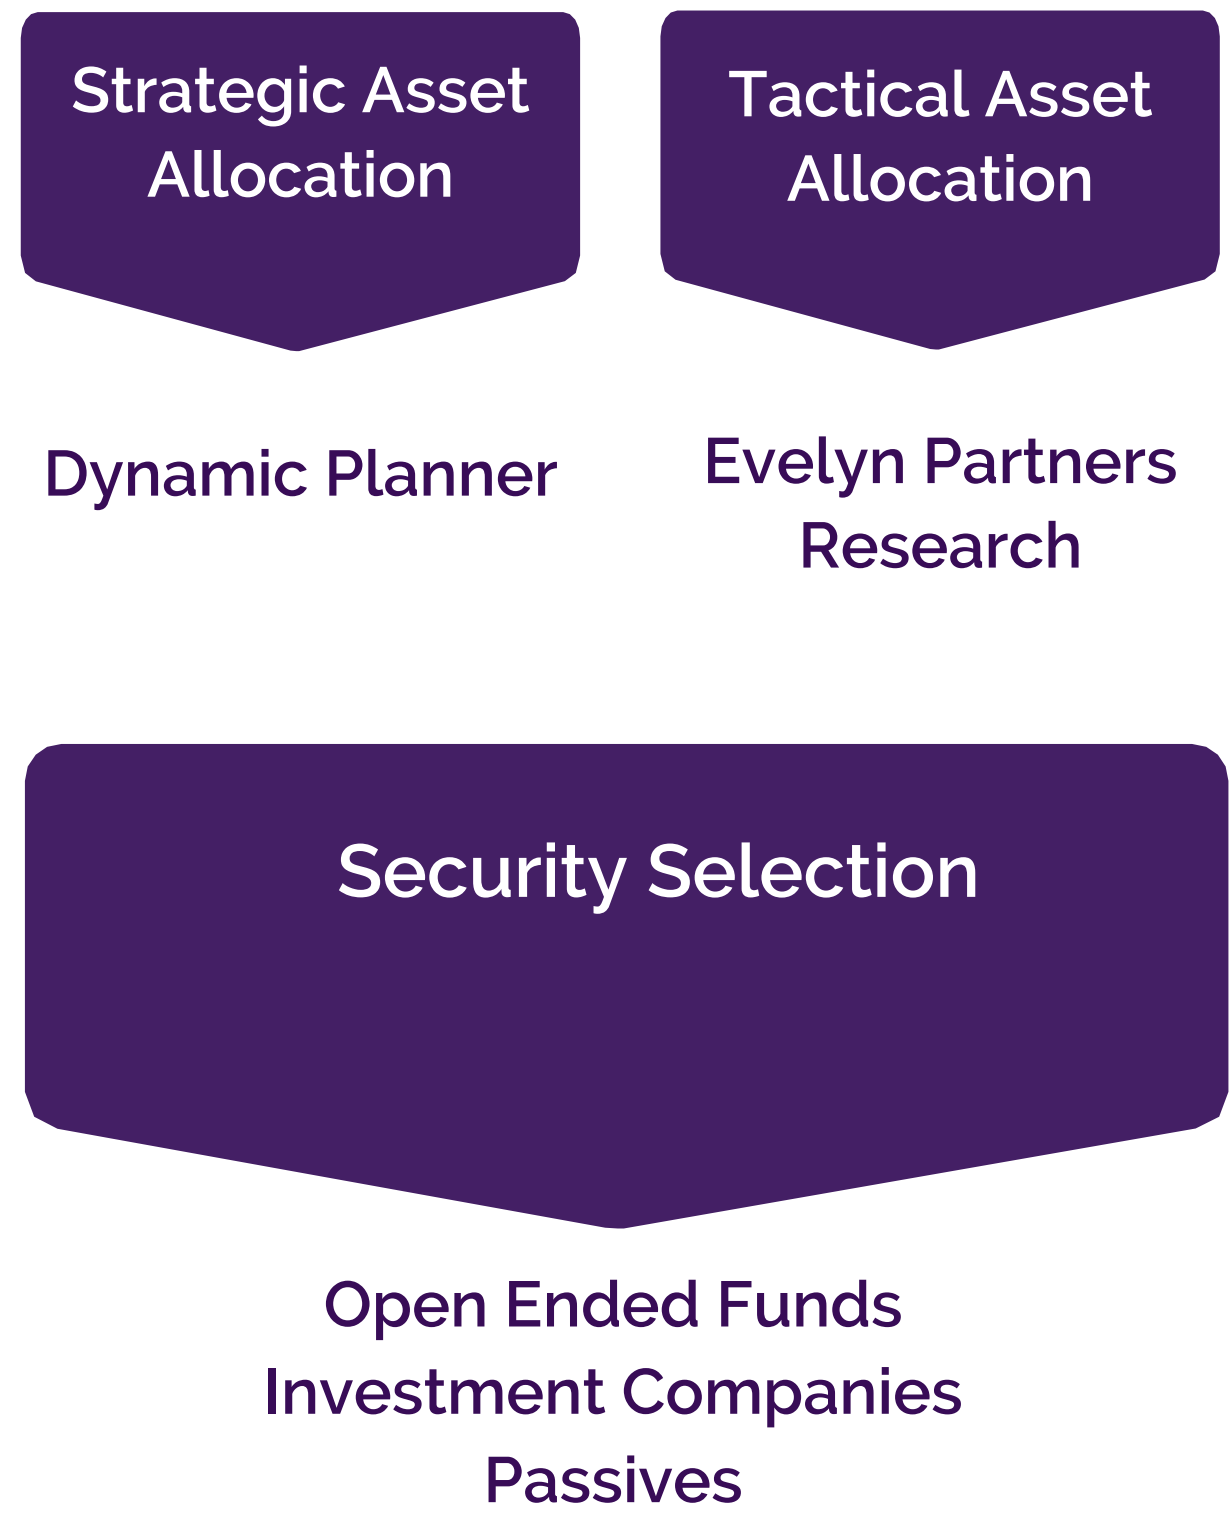 Strategic Asset
Allocation
Dynamic Planner
Tactical Asset
Allocation
Evelyn Partners
Research
Security Selection
Open Ended Funds
Investment Companies
Passives